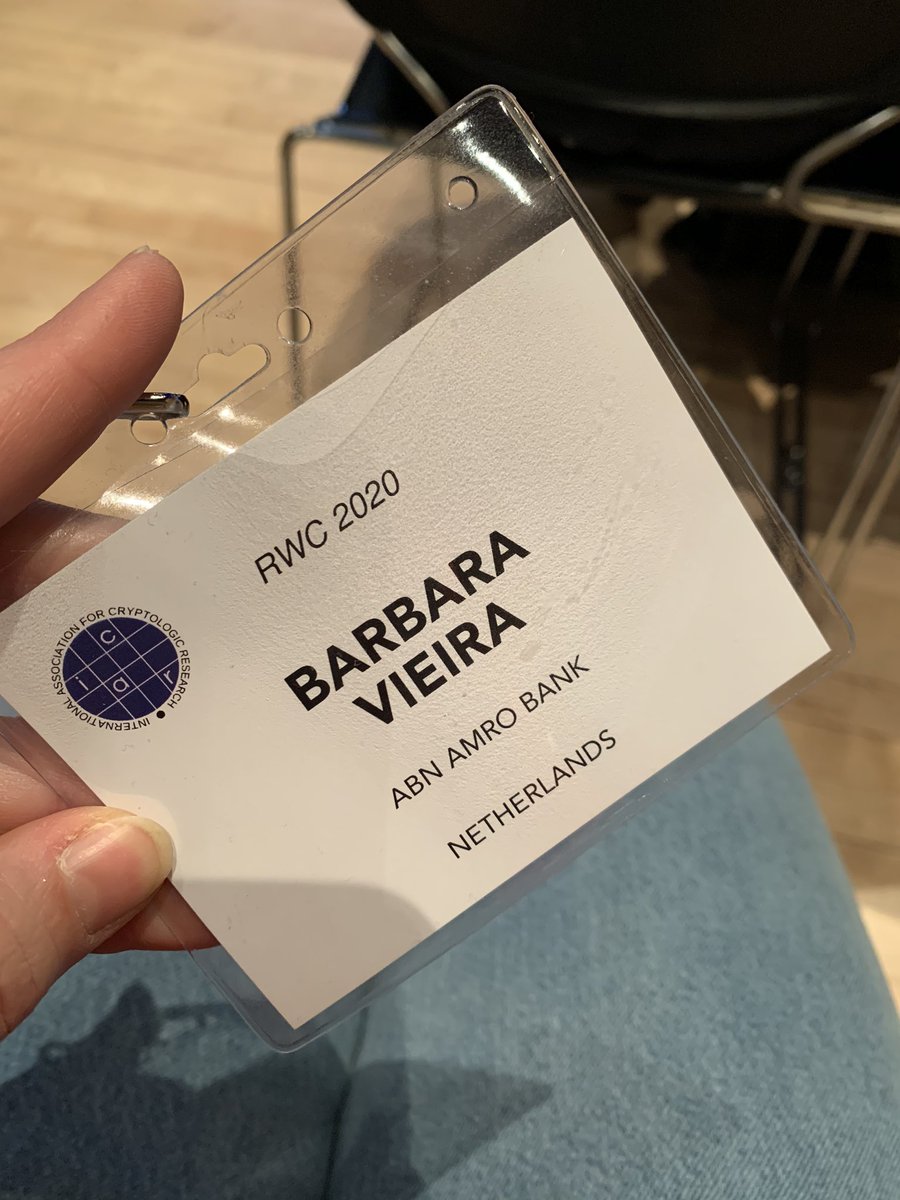 RWC 2020
BARBARA
VIEIRA
ABN AMRO BANK
NETHERLANDS
INTERNATIONAL ASSOCIATION FOR CRYPTOLOGIC RESEARCH
c
i a r